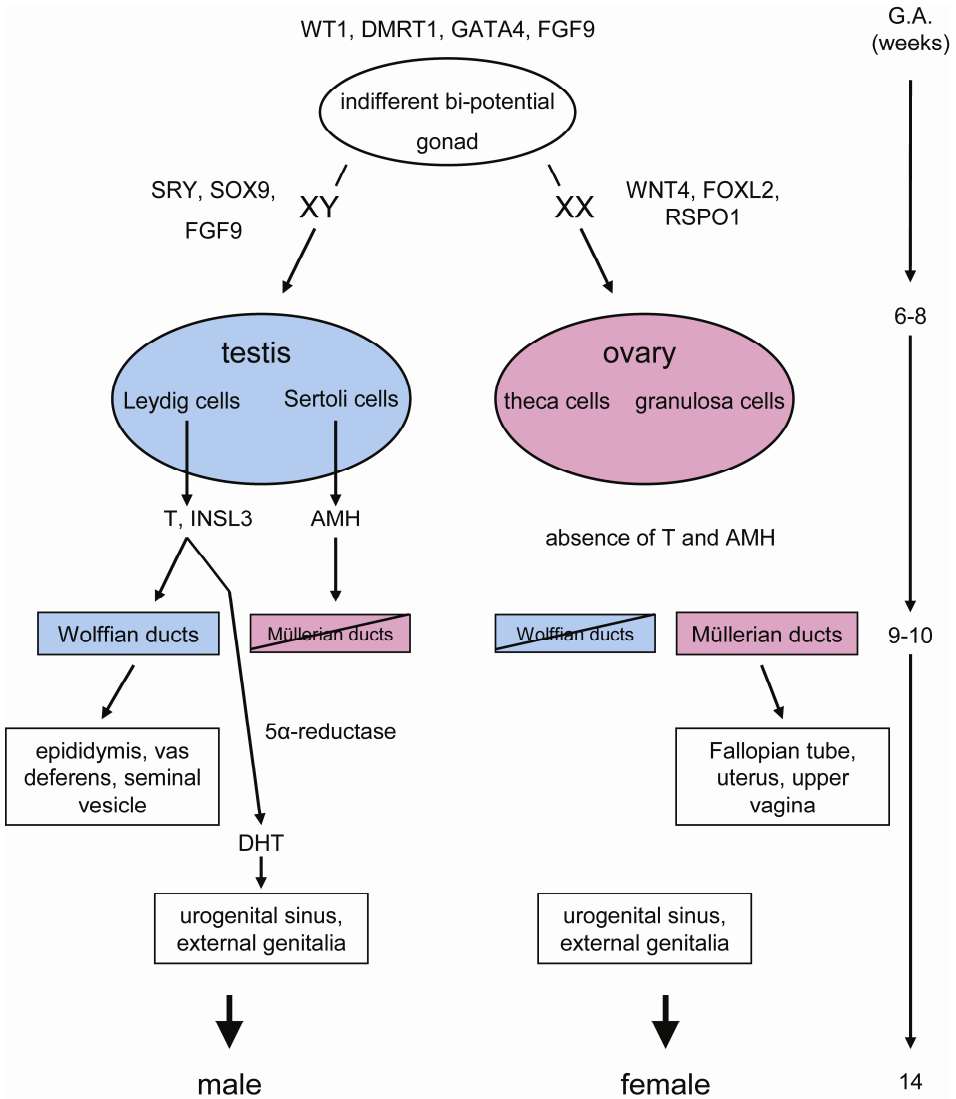 WT1, DMRT1, GATA4, FGF9
G.A.
(weeks)
indifferent bi-potential
gonad
SRY, SOX9,
FGF9
XY
XX
WNT4, FOXL2,
RSPO1
6-8
testis
Leydig cells
Sertoli cells
ovary
theca cells
granulosa cells
T, INSL3
AMH
absence of T and AMH
Wolffian ducts
Müllerian ducts
Wolffian ducts
Müllerian ducts
9-10
epididymis, vas
deferens, seminal
vesicle
5α-reductase
Fallopian tube,
uterus, upper
vagina
DHT
urogenital sinus,
external genitalia
urogenital sinus,
external genitalia
male
female
14